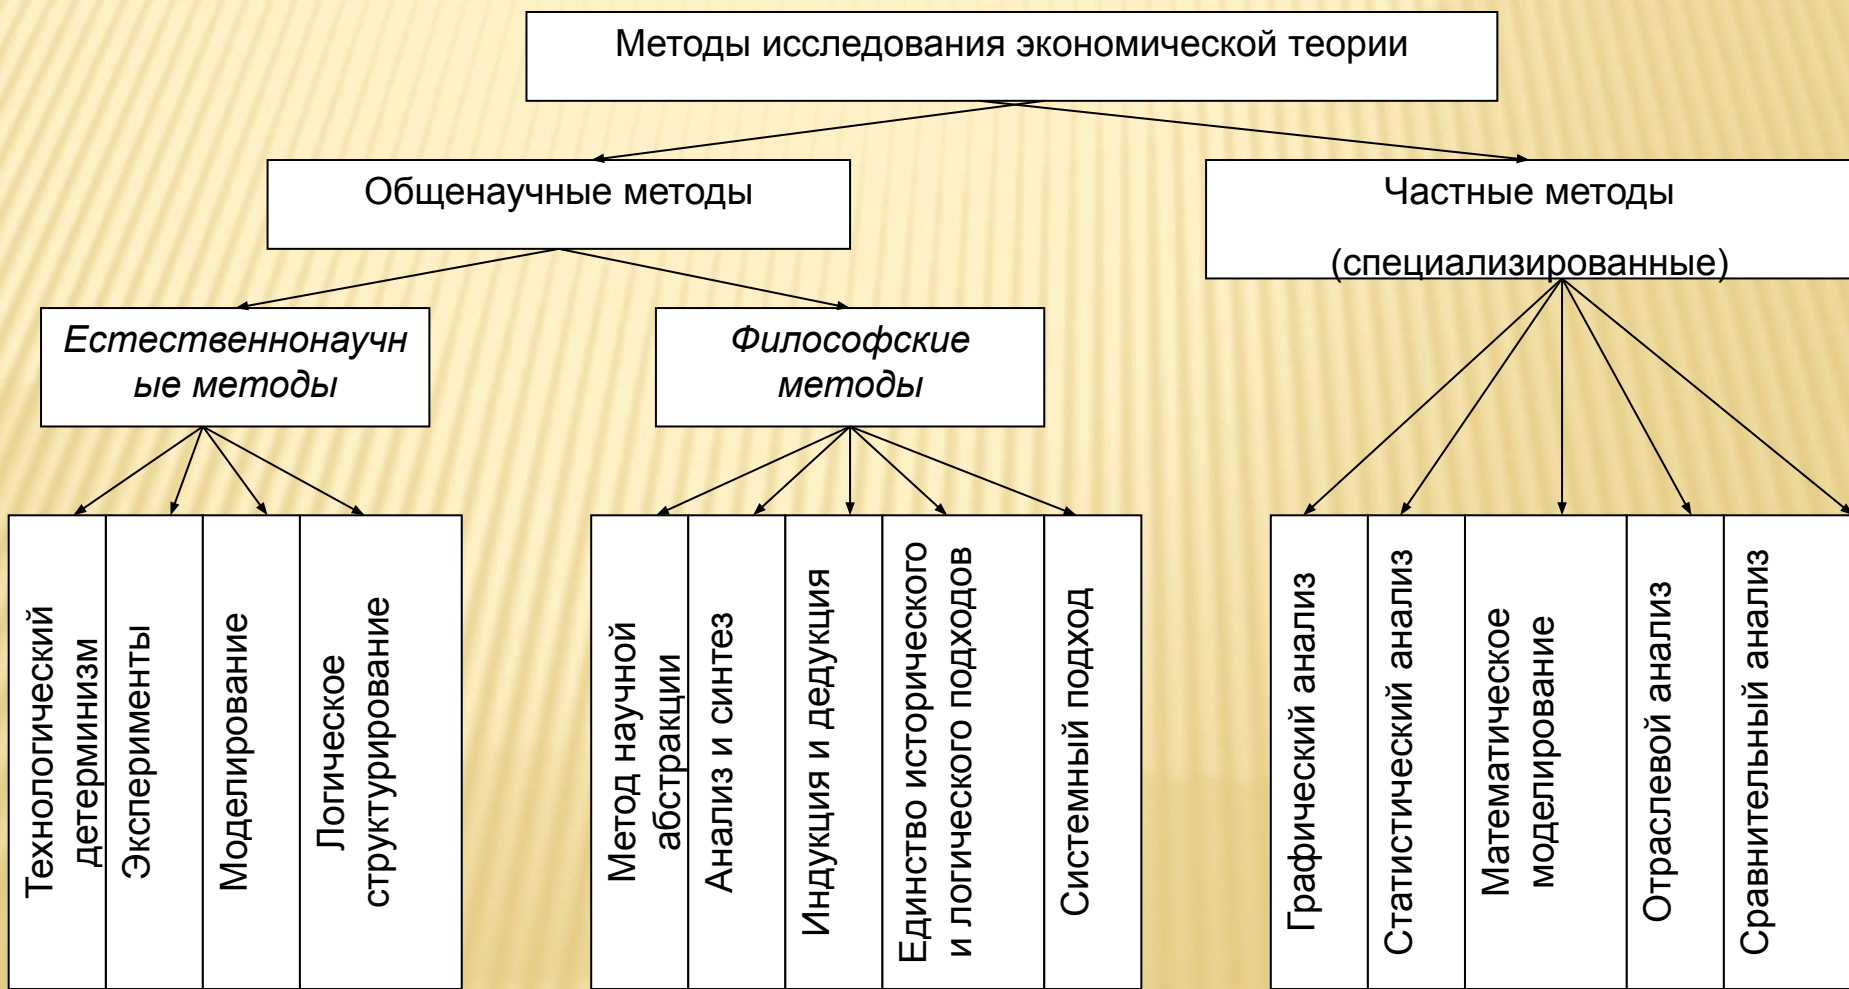 Методы исследования экономической теории
Общенаучные методы
Частные методы
(специализированные)
Естественнонаучн
ые методы
Философские
методы
Технологический
детерминизм
Эксперименты
Моделирование
Логическое
структурирование
Метод научной
абстракции
Анализ и синтез
Индукция и дедукция
Единство исторического
и логического подходов
Системный подход
Графический анализ
Статистический анализ
Математическое
моделирование
Отраслевой анализ
Сравнительный анализ